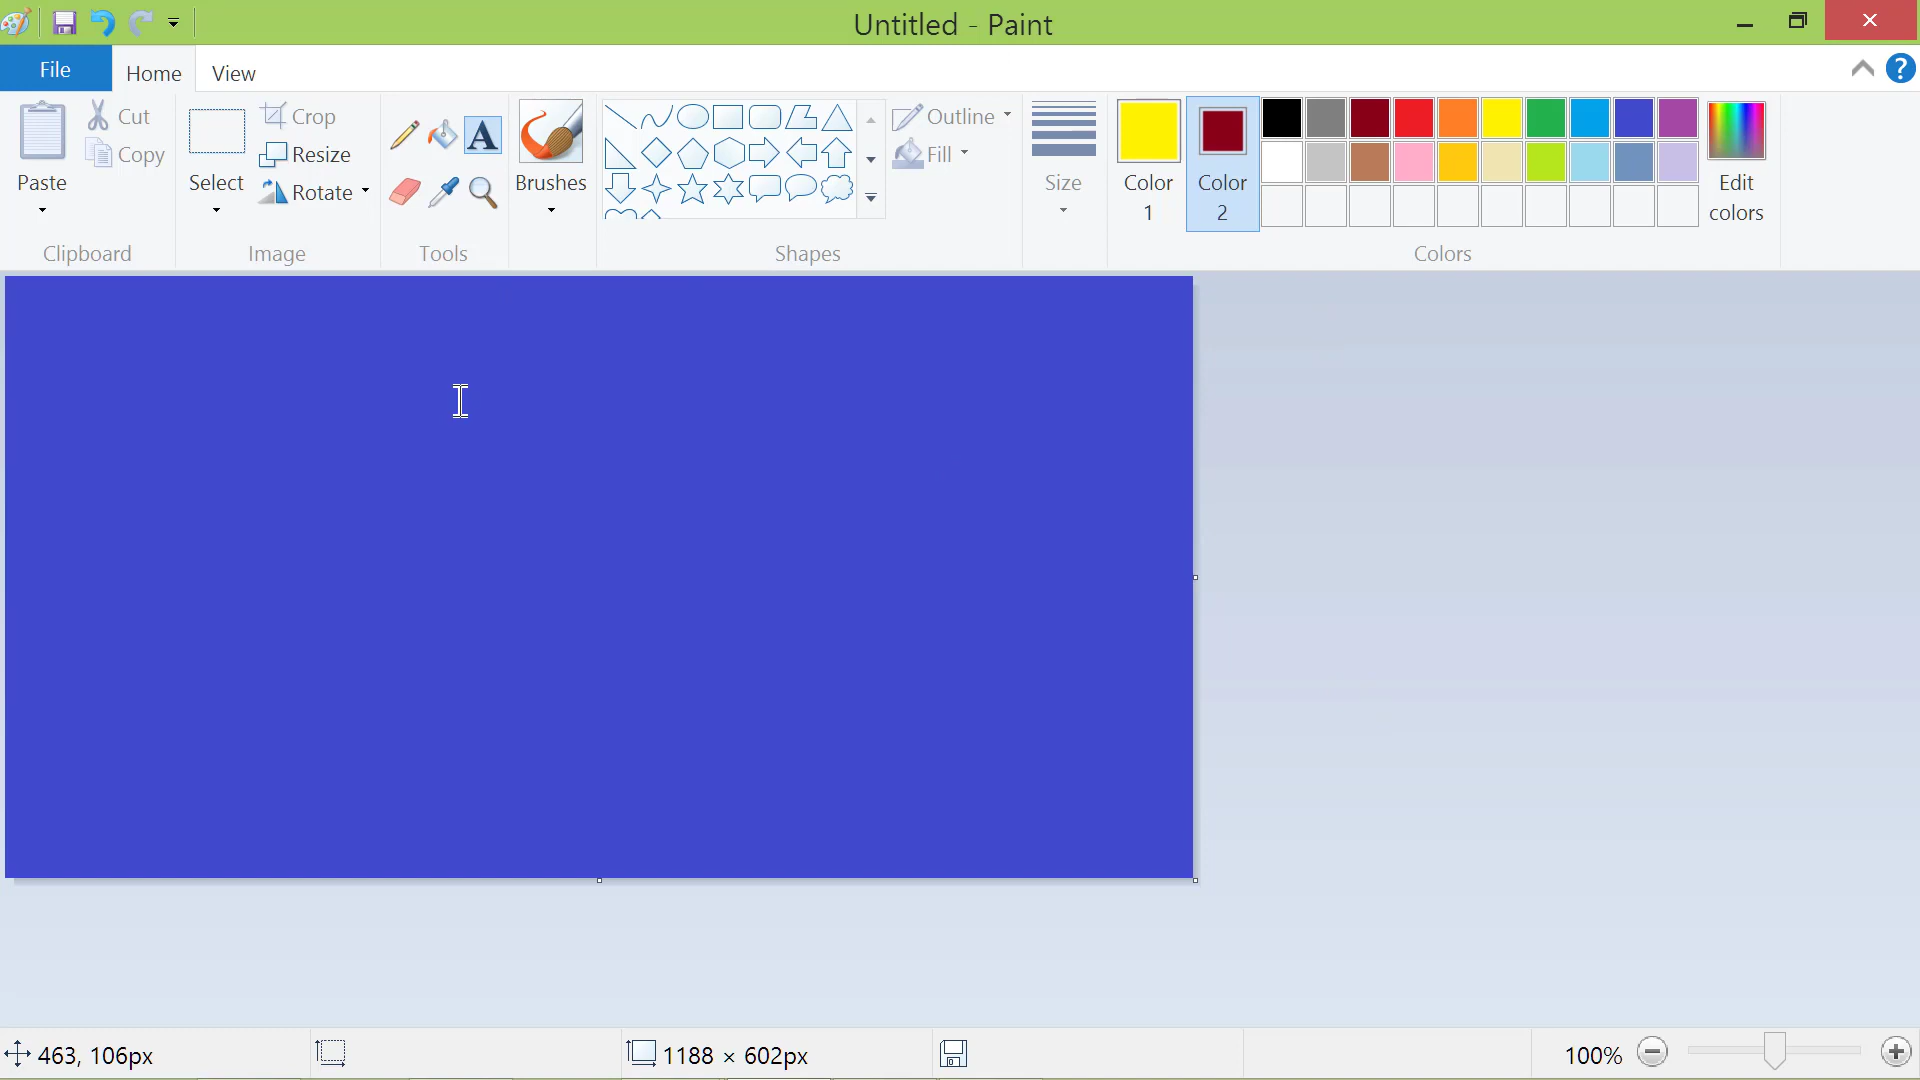 Untitled - Paint
File
Home
View
?
Paste
Cut
Copy
Clipboard
Select
Crop
Resize
Rotate
Image
A
Tools
Brushes
Shapes
Outline
Fill
Size
Color
1
Color
2
Edit
colors
Colors
463, 106px
1188 × 602px
100%